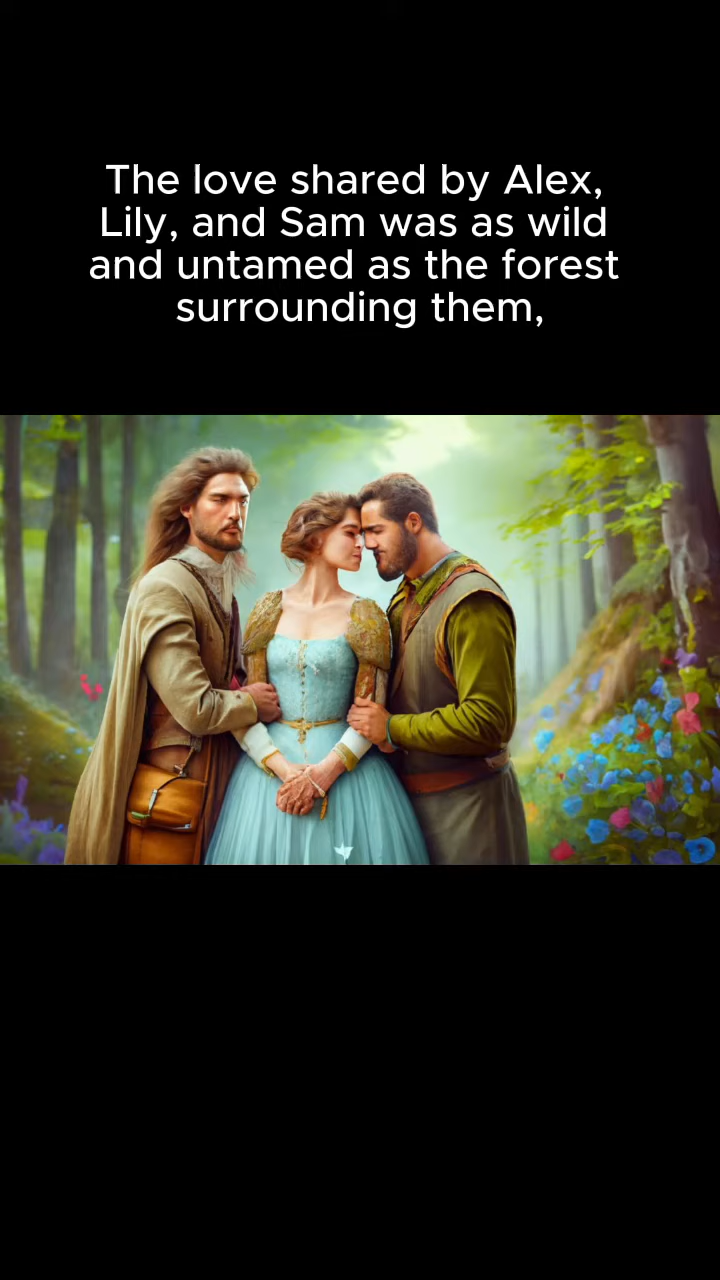 The love shared by Alex,
Lily, and Sam was as wild
and untamed as the forest
surrounding them,